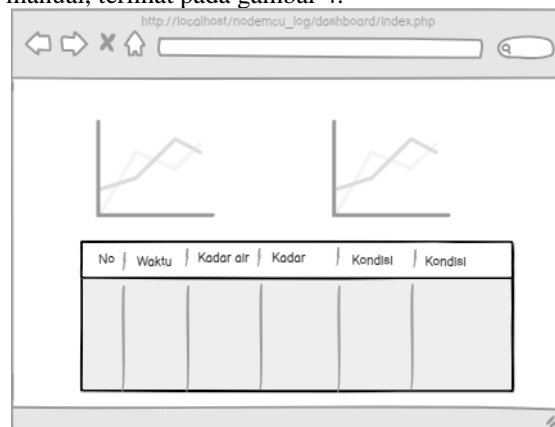 manual, terlihat pada gambar 4.
http://localhost/nodemcu_log/dashboard/index.php
No Waktu Kadar air Kadar Kondisi Kondisi